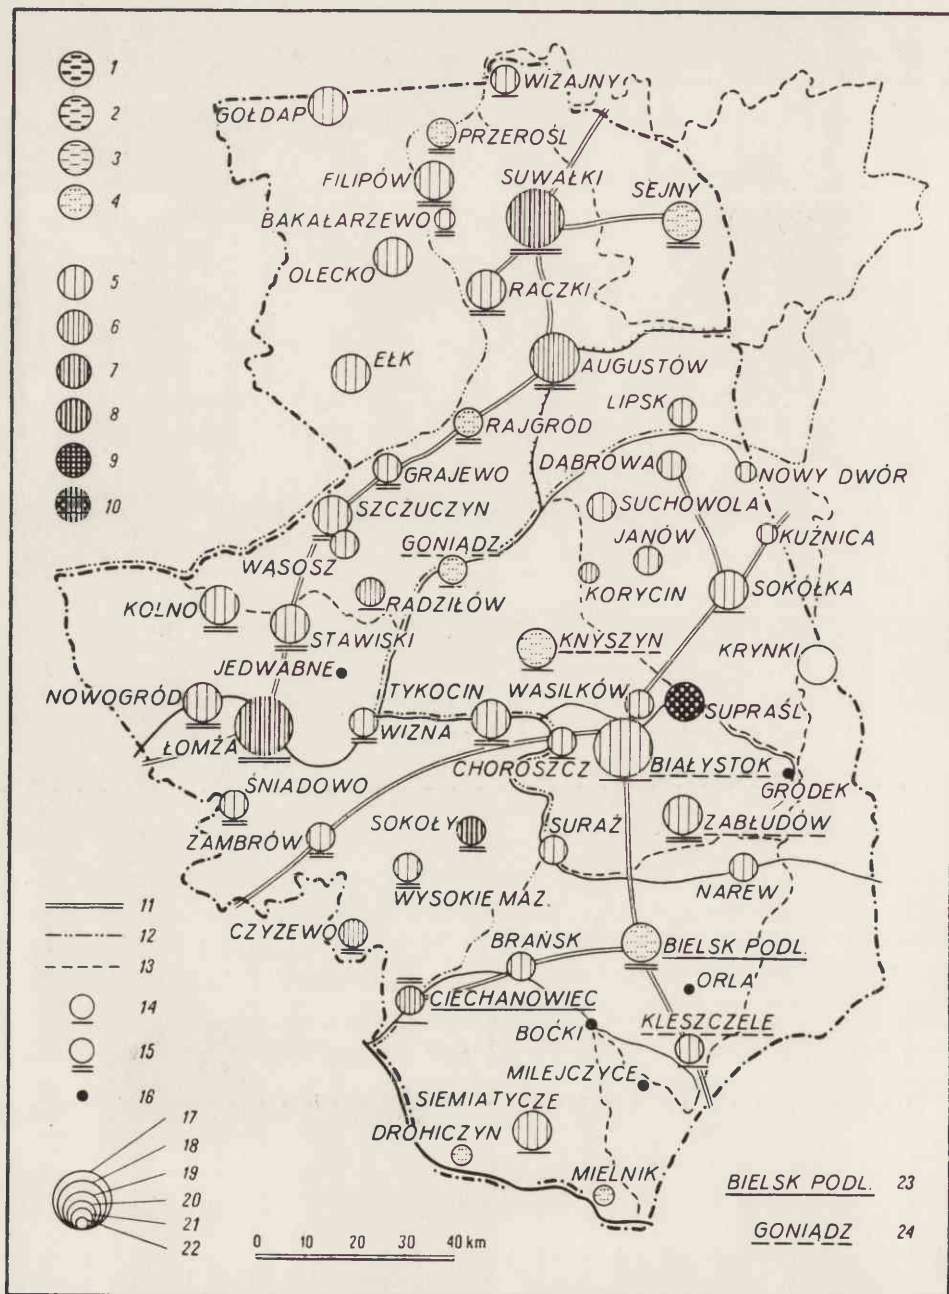 1
2
3
4
5
6
7
8
9
10
WIZAJNY
GOŁDAP
PRZEROŚL
FILIPÓW
SUWAŁKI
SEJNY
BAKAŁARZEWO
OLECKO
RACZKI
EŁK
AUGUSTÓW
LIPSK
RAJGRÓD
DĄBROWA
NOWY DWÓR
GRAJEWO
SZCZUCZYN
SUCHOWOLA
GONIĄDZ
JANÓW
KUŹNICA
WĄSOSZ
KORYCIN
SOKÓŁKA
KOLNO
RADZIŁÓW
STAWISKI
KNYSZYN
KRYNKI
JEDWABNE
NOWOGRÓD
TYKOCIN
WASILKÓW
SUPRAŚL
ŁOMŻA
WIZNA
CHOROSZCZ
BIAŁYSTOK
GRÓDEK
ŚNIADOWO
ZAMBRÓW
SOKOŁY
SURAŻ
ZABŁUDÓW
WYSOKIE MAZ.
NAREW
CZYŻEWO
BRAŃSK
BIELSK PODL.
CIECHANOWIEC
ORLA
BOĆKI
KLESZCZELE
MILEJCZYCE
SIEMIATYCZE
DROHICZYN
MIELNIK
11
12
13
14
15
16
17
18
19
20
21
22
0 10 20 30 40 km
BIELSK PODL. 23
GONIĄDZ 24